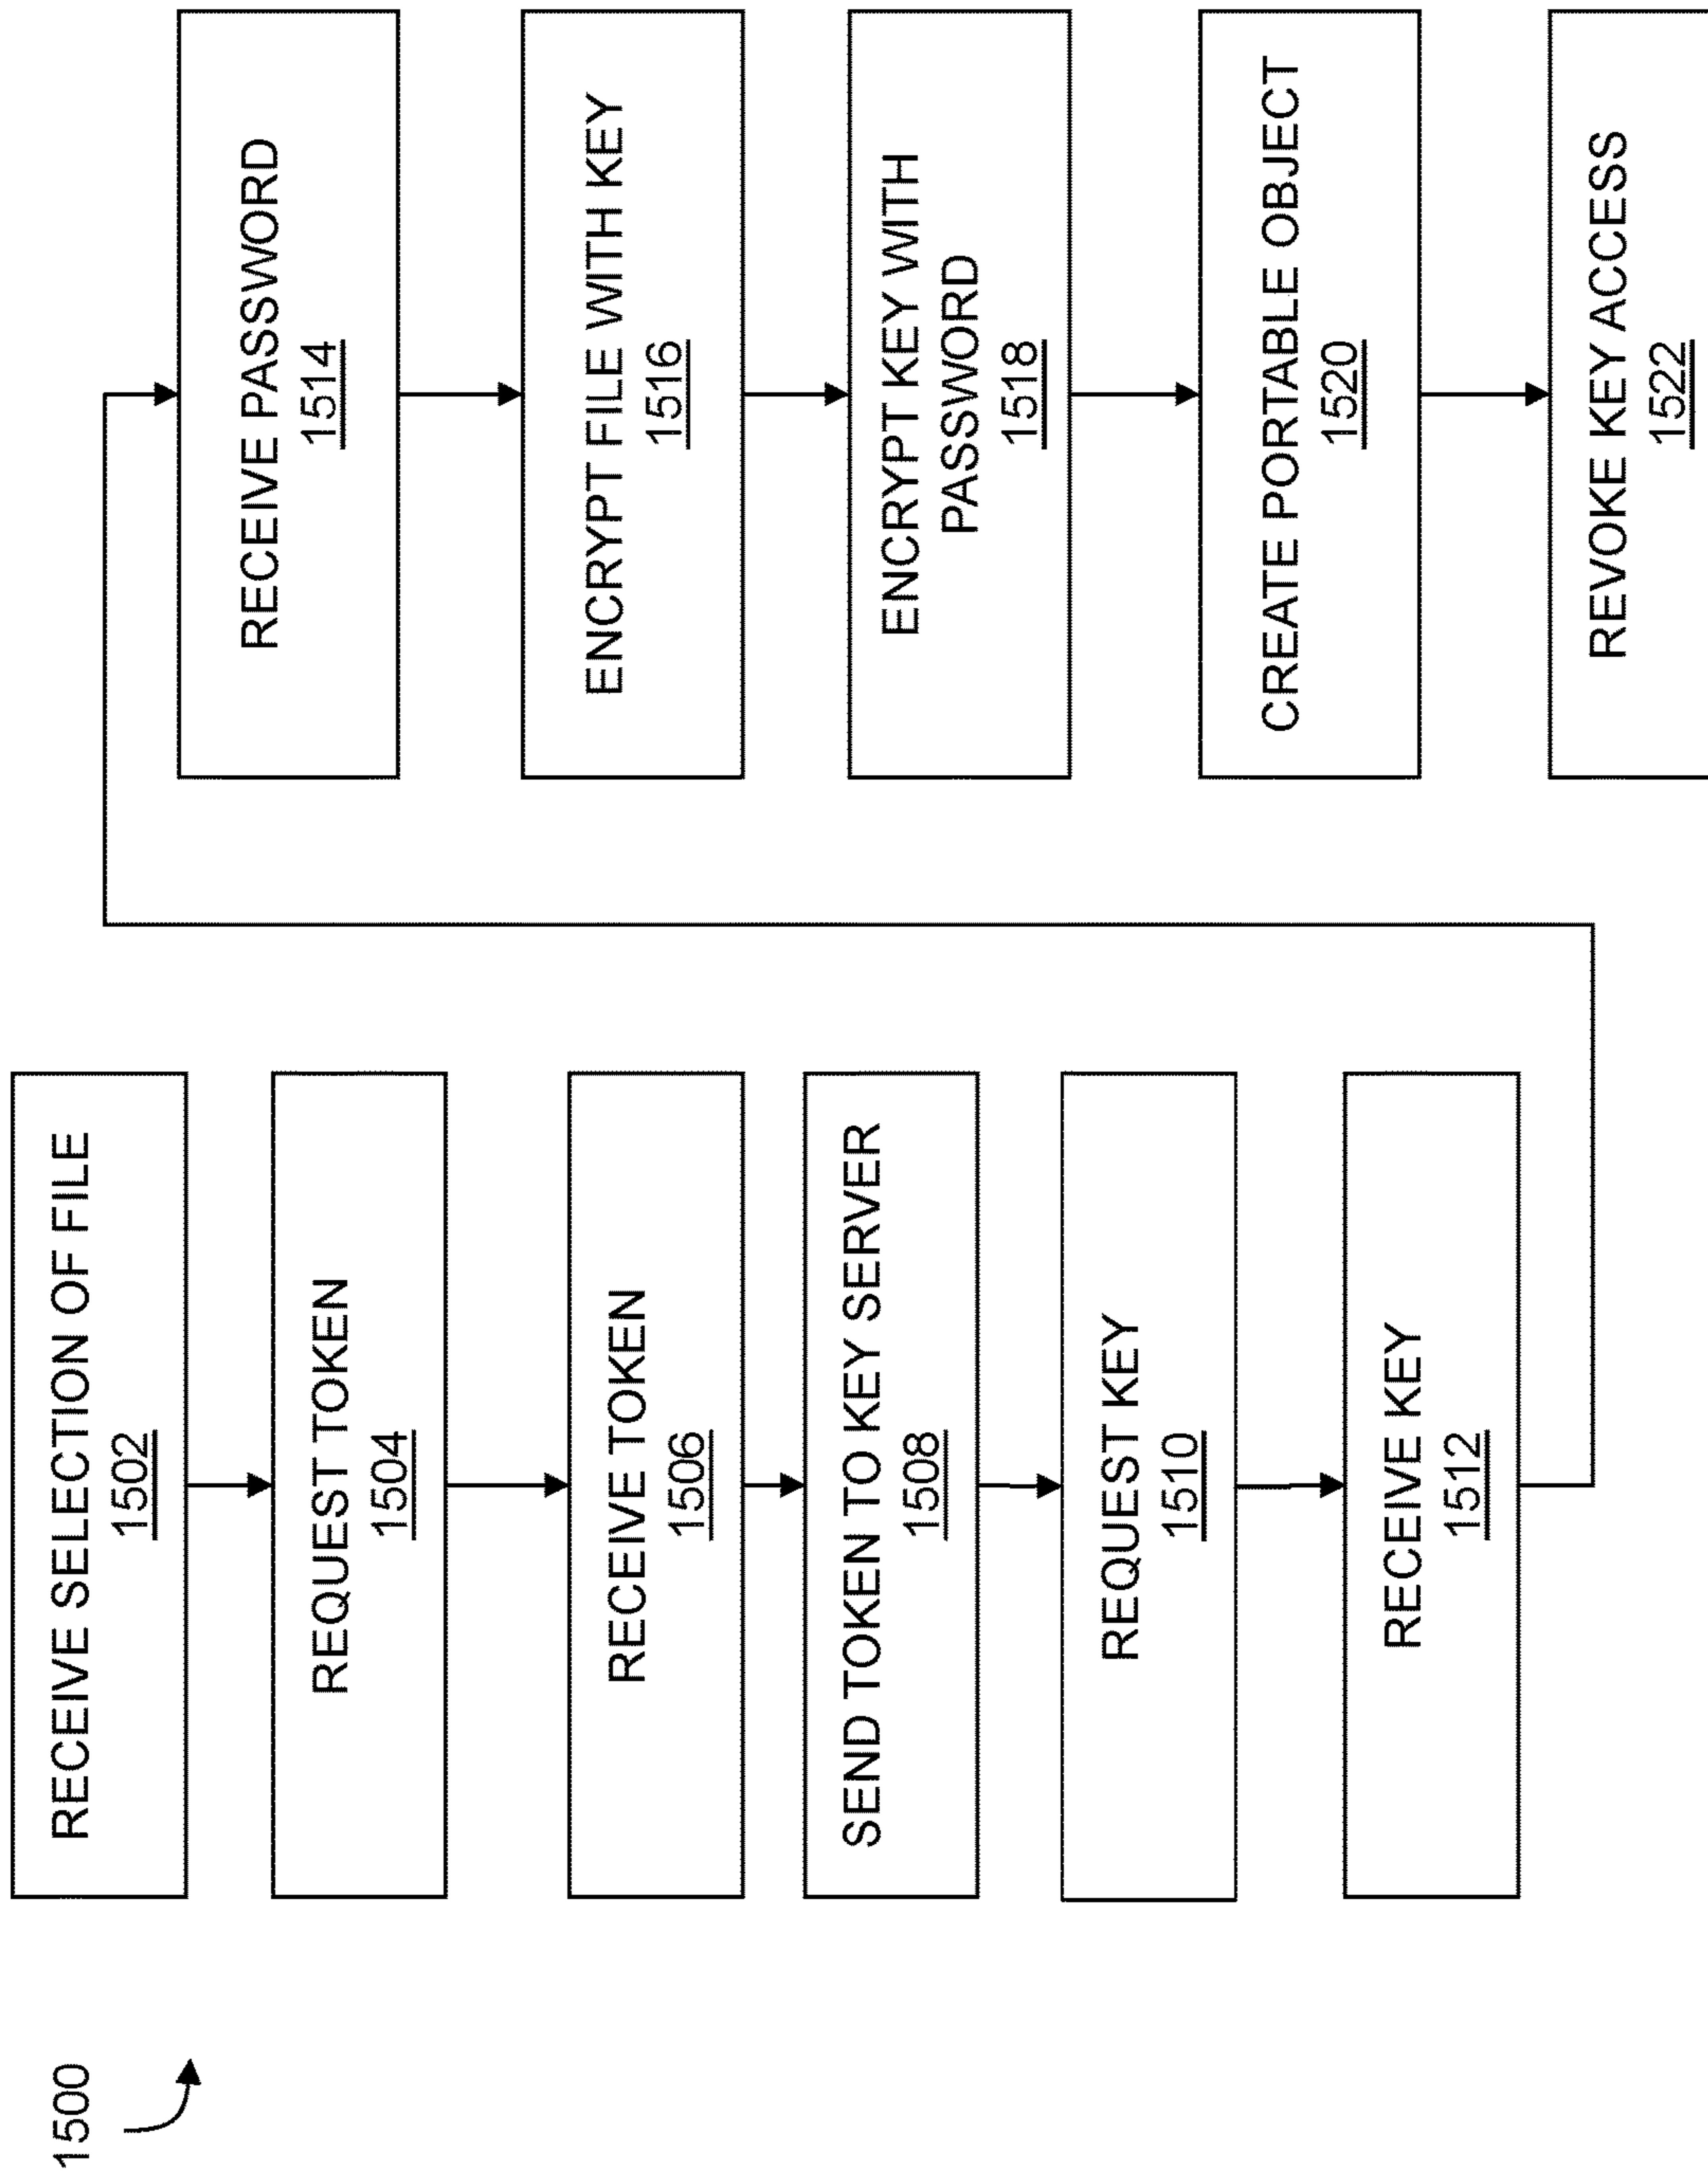 1500
RECEIVE SELECTION OF FILE
1502
REQUEST TOKEN
1504
RECEIVE TOKEN
1506
SEND TOKEN TO KEY SERVER
1508
REQUEST KEY
1510
RECEIVE KEY
1512
RECEIVE PASSWORD
1514
ENCRYPT FILE WITH KEY
1516
ENCRYPT KEY WITH
PASSWORD
1518
CREATE PORTABLE OBJECT
1520
REVOKE KEY ACCESS
1522